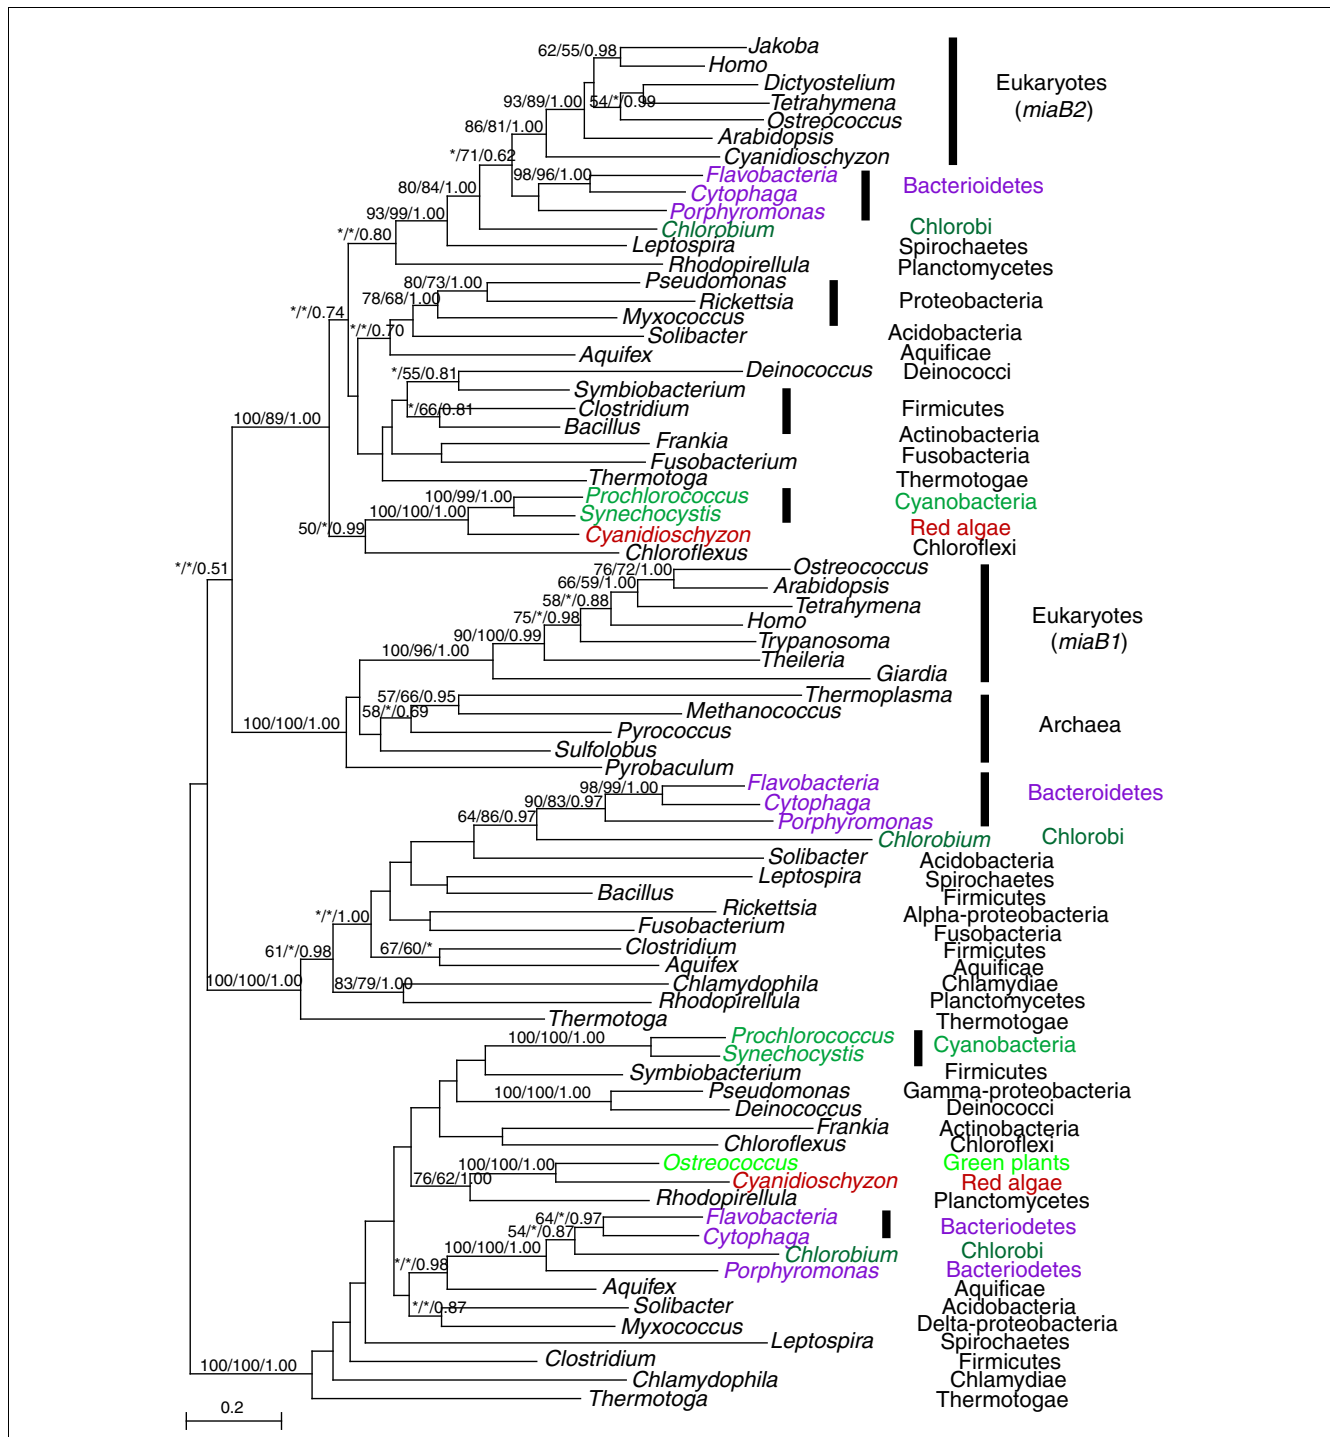 62/55/0.98 Jakoba
Homo
Dictyostelium
Eukaryotes
93/89/1.00 54/*/0.99 Tetrahymena
(miaB2)
Ostreococcus
86/81/1.00 Arabidopsis
*/71/0.62 Cyanidioschyzon
98/96/1.00 Flavobacteria
Bacterioidetes
80/84/1.00 Cytophaga
93/99/1.00 Porphyromonas
*/*/0.80 Chlorobium Chlorobi
Leptospira Spirochaetes
Rhodopirellula Planctomycetes
80/73/1.00 Pseudomonas
78/68/1.00 Rickettsia Proteobacteria
*/*/0.74 Myxococcus
*/*/0.70 Solibacter Acidobacteria
Aquifex Aquificae
*/55/0.81 Deinococcus Deinococci
Symbiobacterium
*/66/0.81 Clostridium Firmicutes
100/89/1.00 Bacillus
Frankia Actinobacteria
Fusobacterium Fusobacteria
Thermotoga Thermotogae
100/99/1.00 Prochlorococcus Cyanobacteria
100/100/1.00 Synechocystis
50/*/0.99 Cyanidioschyzon Red algae
Chloroflexus Chloroflexi
*/*/0.51 76/72/1.00 Ostreococcus
66/59/1.00 Arabidopsis
58/*/0.88 Tetrahymena
Eukaryotes
75/*/0.98 Homo
(miaB1)
90/100/0.99 Trypanosoma
100/96/1.00 Theileria
Giardia
57/66/0.95 Thermoplasma
58/*/0.69 Methanococcus
100/100/1.00 Pyrococcus Archaea
Sulfolobus
Pyrobaculum
98/99/1.00 Flavobacteria
Bacteroidetes
90/83/0.97 Cytophaga
64/86/0.97 Porphyromonas
Chlorobium Chlorobi
Solibacter Acidobacteria
Leptospira Spirochaetes
Bacillus Firmicutes
*/*/1.00 Rickettsia Alpha-proteobacteria
Fusobacterium Fusobacteria
61/*/0.98 67/60/* Clostridium Firmicutes
Aquifex Aquificae
100/100/1.00 83/79/1.00 Chlamydophila Chlamydiae
Rhodopirellula Planctomycetes
Thermotoga Thermotogae
100/100/1.00 Prochlorococcus Cyanobacteria
Synechocystis
Symbiobacterium Firmicutes
100/100/1.00 Pseudomonas Gamma-proteobacteria
Deinococcus Deinococci
Frankia Actinobacteria
Chloroflexus Chloroflexi
100/100/1.00 Ostreococcus Green plants
76/62/1.00 Cyanidioschyzon Red algae
Rhodopirellula Planctomycetes
64/*/0.97 Flavobacteria
Bacteriodetes
54/*/0.87 Cytophaga
100/100/1.00 Chlorobium Chlorobi
*/*/0.98 Porphyromonas Bacteriodetes
Aquifex Aquificae
*/*/0.87 Solibacter Acidobacteria
Myxococcus Delta-proteobacteria
Leptospira Spirochaetes
100/100/1.00 Clostridium Firmicutes
Chlamydophila Chlamydiae
Thermotoga Thermotogae
0.2